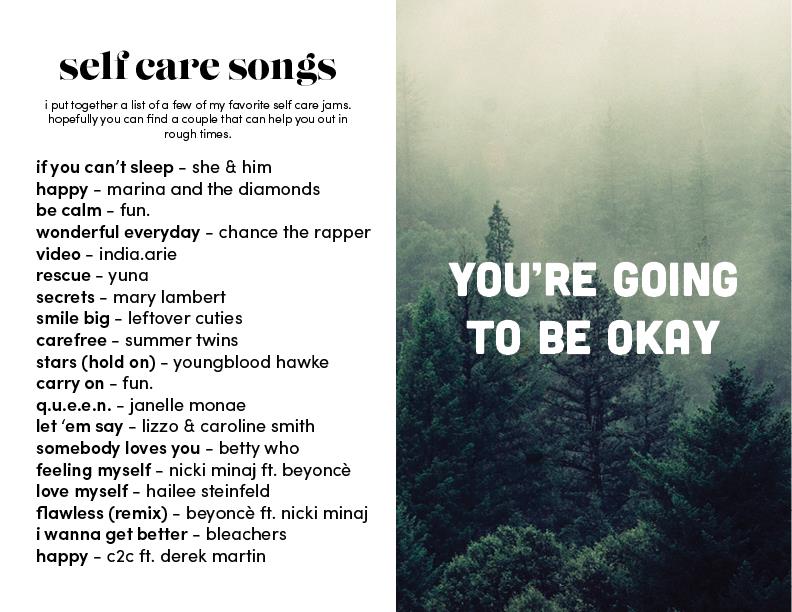 self care songs
i put together a list of a few of my favorite self care jams.
hopefully you can find a couple that can help you out in
rough times.
if you can't sleep – she & him
happy – marina and the diamonds
be calm – fun.
wonderful everyday – chance the rapper
video – india.arie
rescue – yuna
secrets – mary lambert
smile big – leftover cuties
carefree – summer twins
stars (hold on) – youngblood hawke
carry on – fun.
q.u.e.e.n. – janelle monae
let ‘em say – lizzo & caroline smith
somebody loves you – betty who
feeling myself – nicki minaj ft. beyoncè
love myself – hailee steinfeld
flawless (remix) – beyoncè ft. nicki minaj
i wanna get better – bleachers
happy – c2c ft. derek martin
YOU'RE GOING
TO BE OKAY